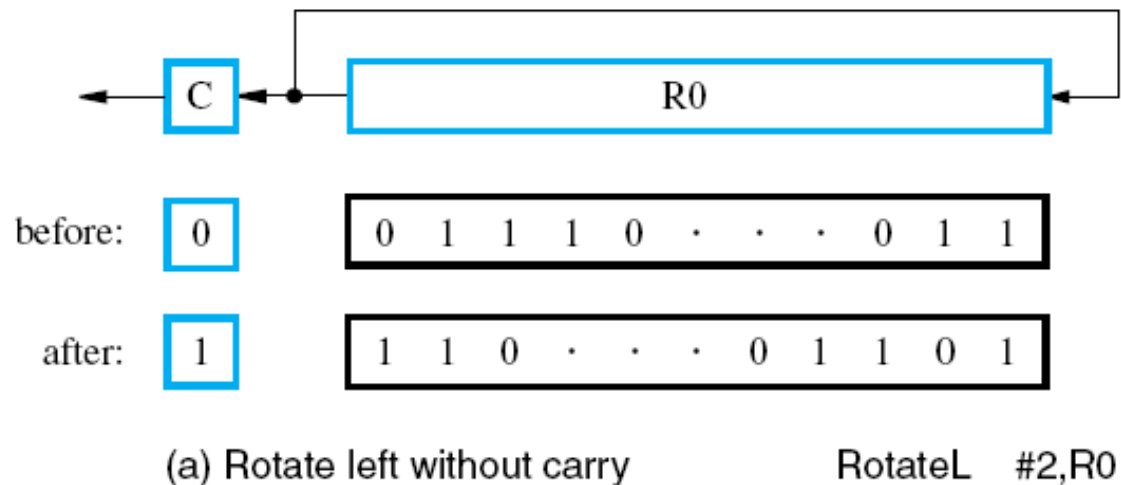 C R0
before: 0 0 1 1 1 0 · · · 0 1 1
after: 1 1 1 0 · · · 0 1 1 0 1
(a) Rotate left without carry RotateL #2,R0